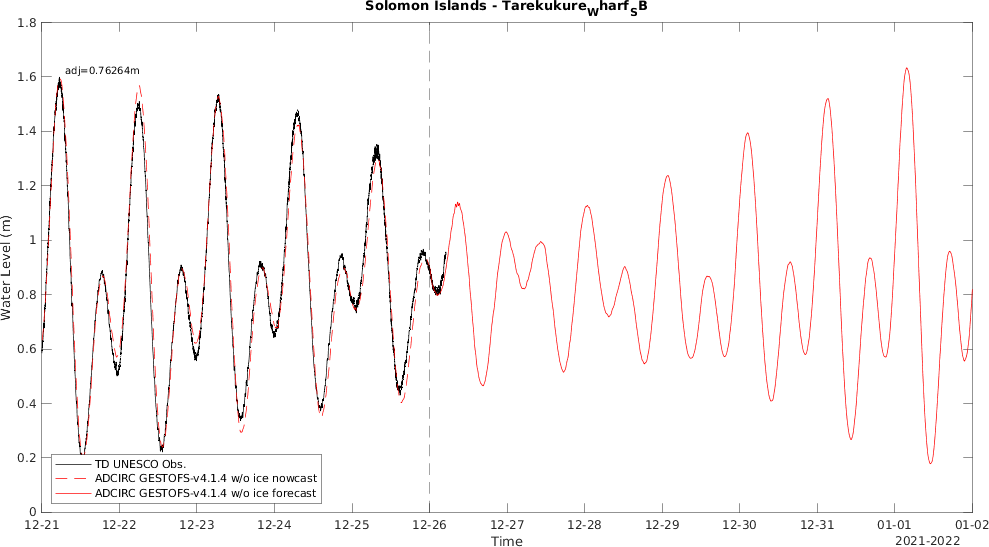 Solomon Islands - Tarekukure_Wharf_SB
adj=0.76264m
Water Level (m)
1.8
1.6
1.4
1.2
1
0.8
0.6
0.4
0.2
0
TD UNESCO Obs.
ADCIRC GESTOFS-v4.1.4 w/o ice nowcast
ADCIRC GESTOFS-v4.1.4 w/o ice forecast
12-21 12-22 12-23 12-24 12-25 12-26 12-27 12-28 12-29 12-30 12-31 01-01 01-02
Time
2021-2022